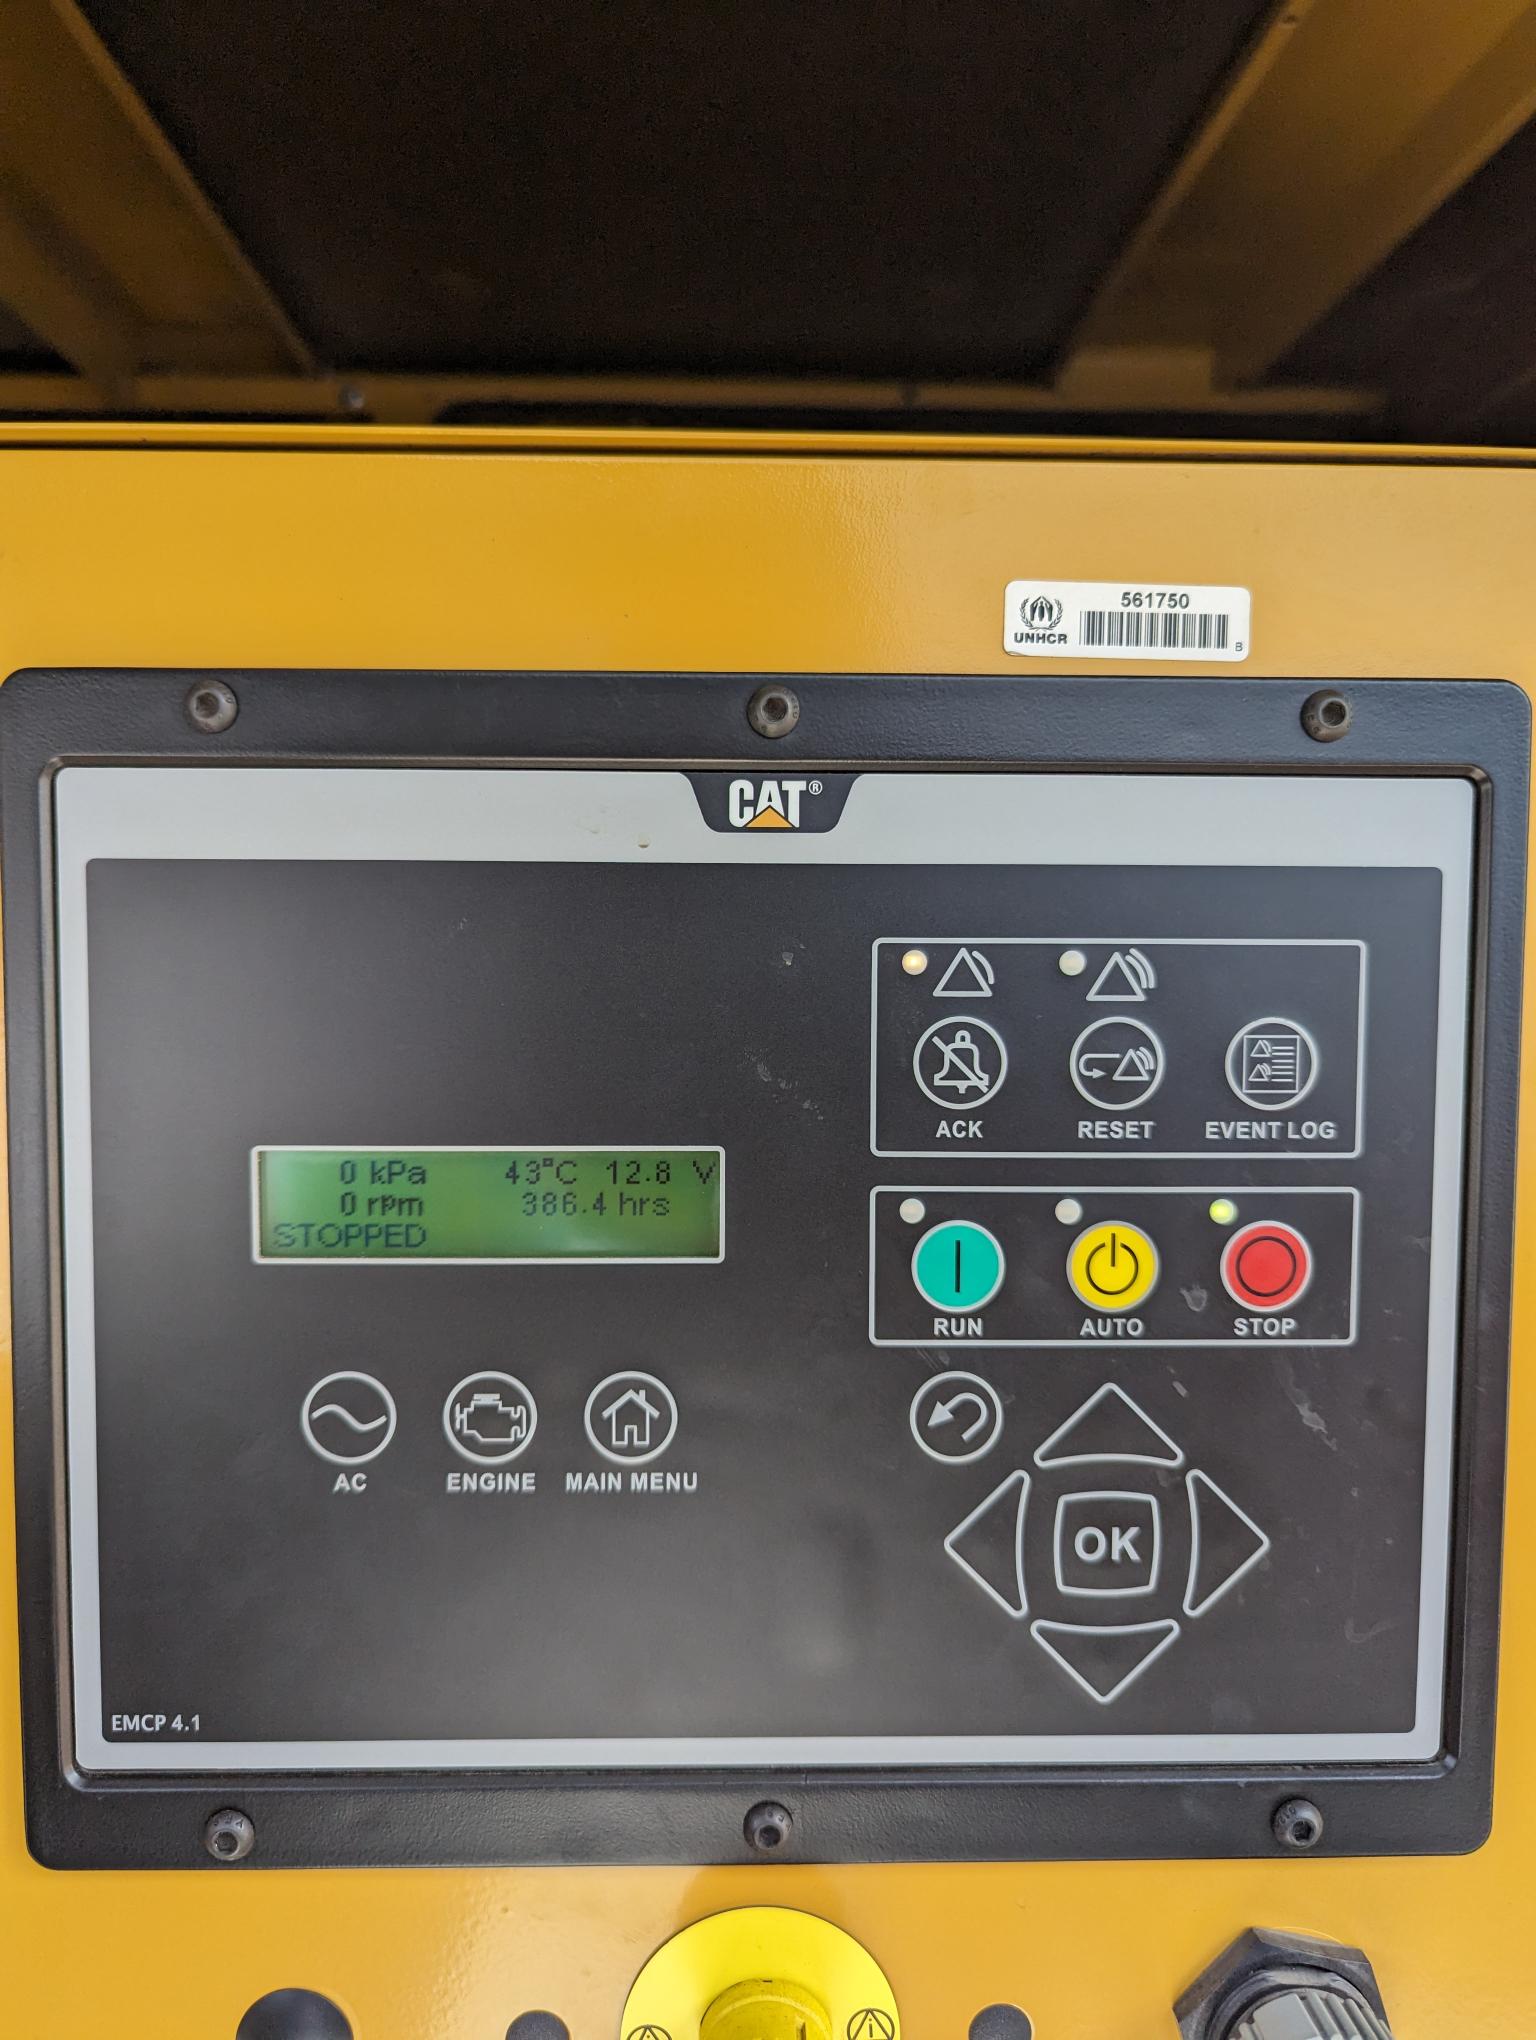 561750
UNHCR
B
CAT®
ACK
RESET
EVENT LOG
0 kPa 43°C 12.8 V
0 rpm 386.4 hrs
STOPPED
RUN
AUTO
STOP
AC
ENGINE
MAIN MENU
OK
EMCP 4.1